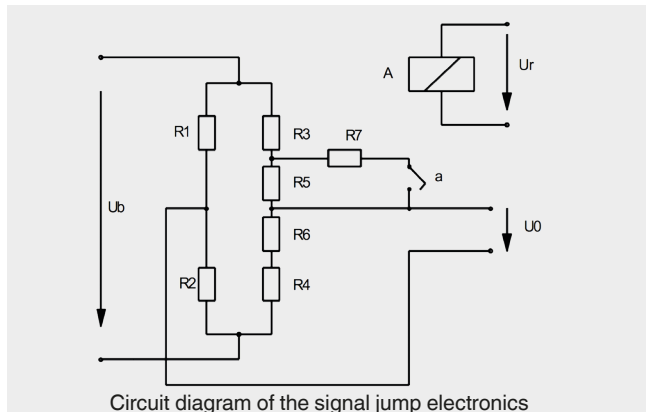 A
Ur
R1
R3
R7
R5
a
Ub
R6
U0
R2
R4
Circuit diagram of the signal jump electronics